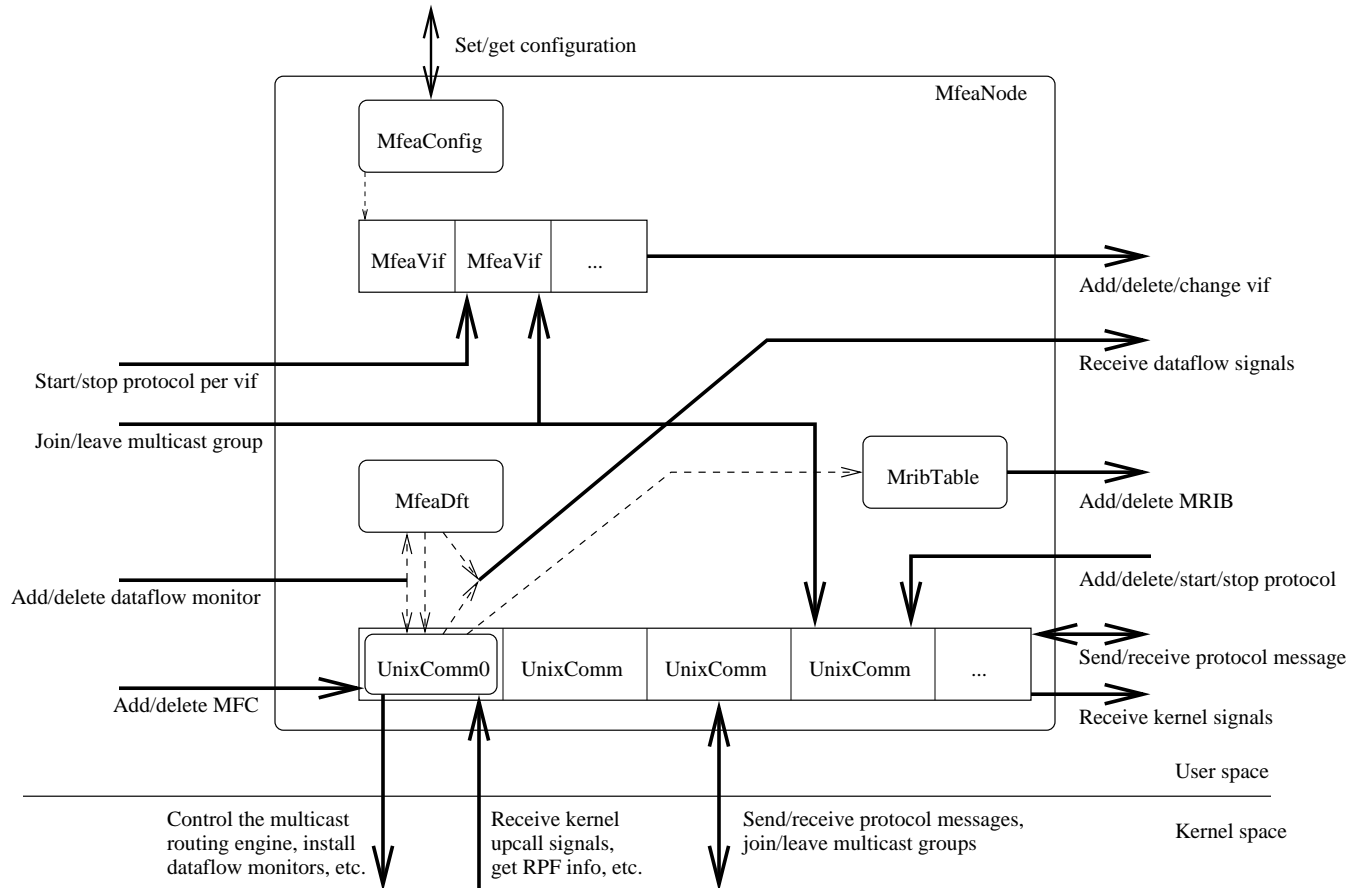 Set/get configuration
MfeaNode
MfeaConfig
MfeaVif
MfeaVif
...
Add/delete/change vif
Receive dataflow signals
Start/stop protocol per vif
Join/leave multicast group
MribTable
MfeaDft
Add/delete MRIB
Add/delete/start/stop protocol
Add/delete dataflow monitor
UnixComm0
UnixComm
UnixComm
UnixComm
...
Send/receive protocol message
Add/delete MFC
Receive kernel signals
User space
Control the multicast
routing engine, install
dataflow monitors, etc.
Receive kernel
upcall signals,
get RPF info, etc.
Send/receive protocol messages,
join/leave multicast groups
Kernel space